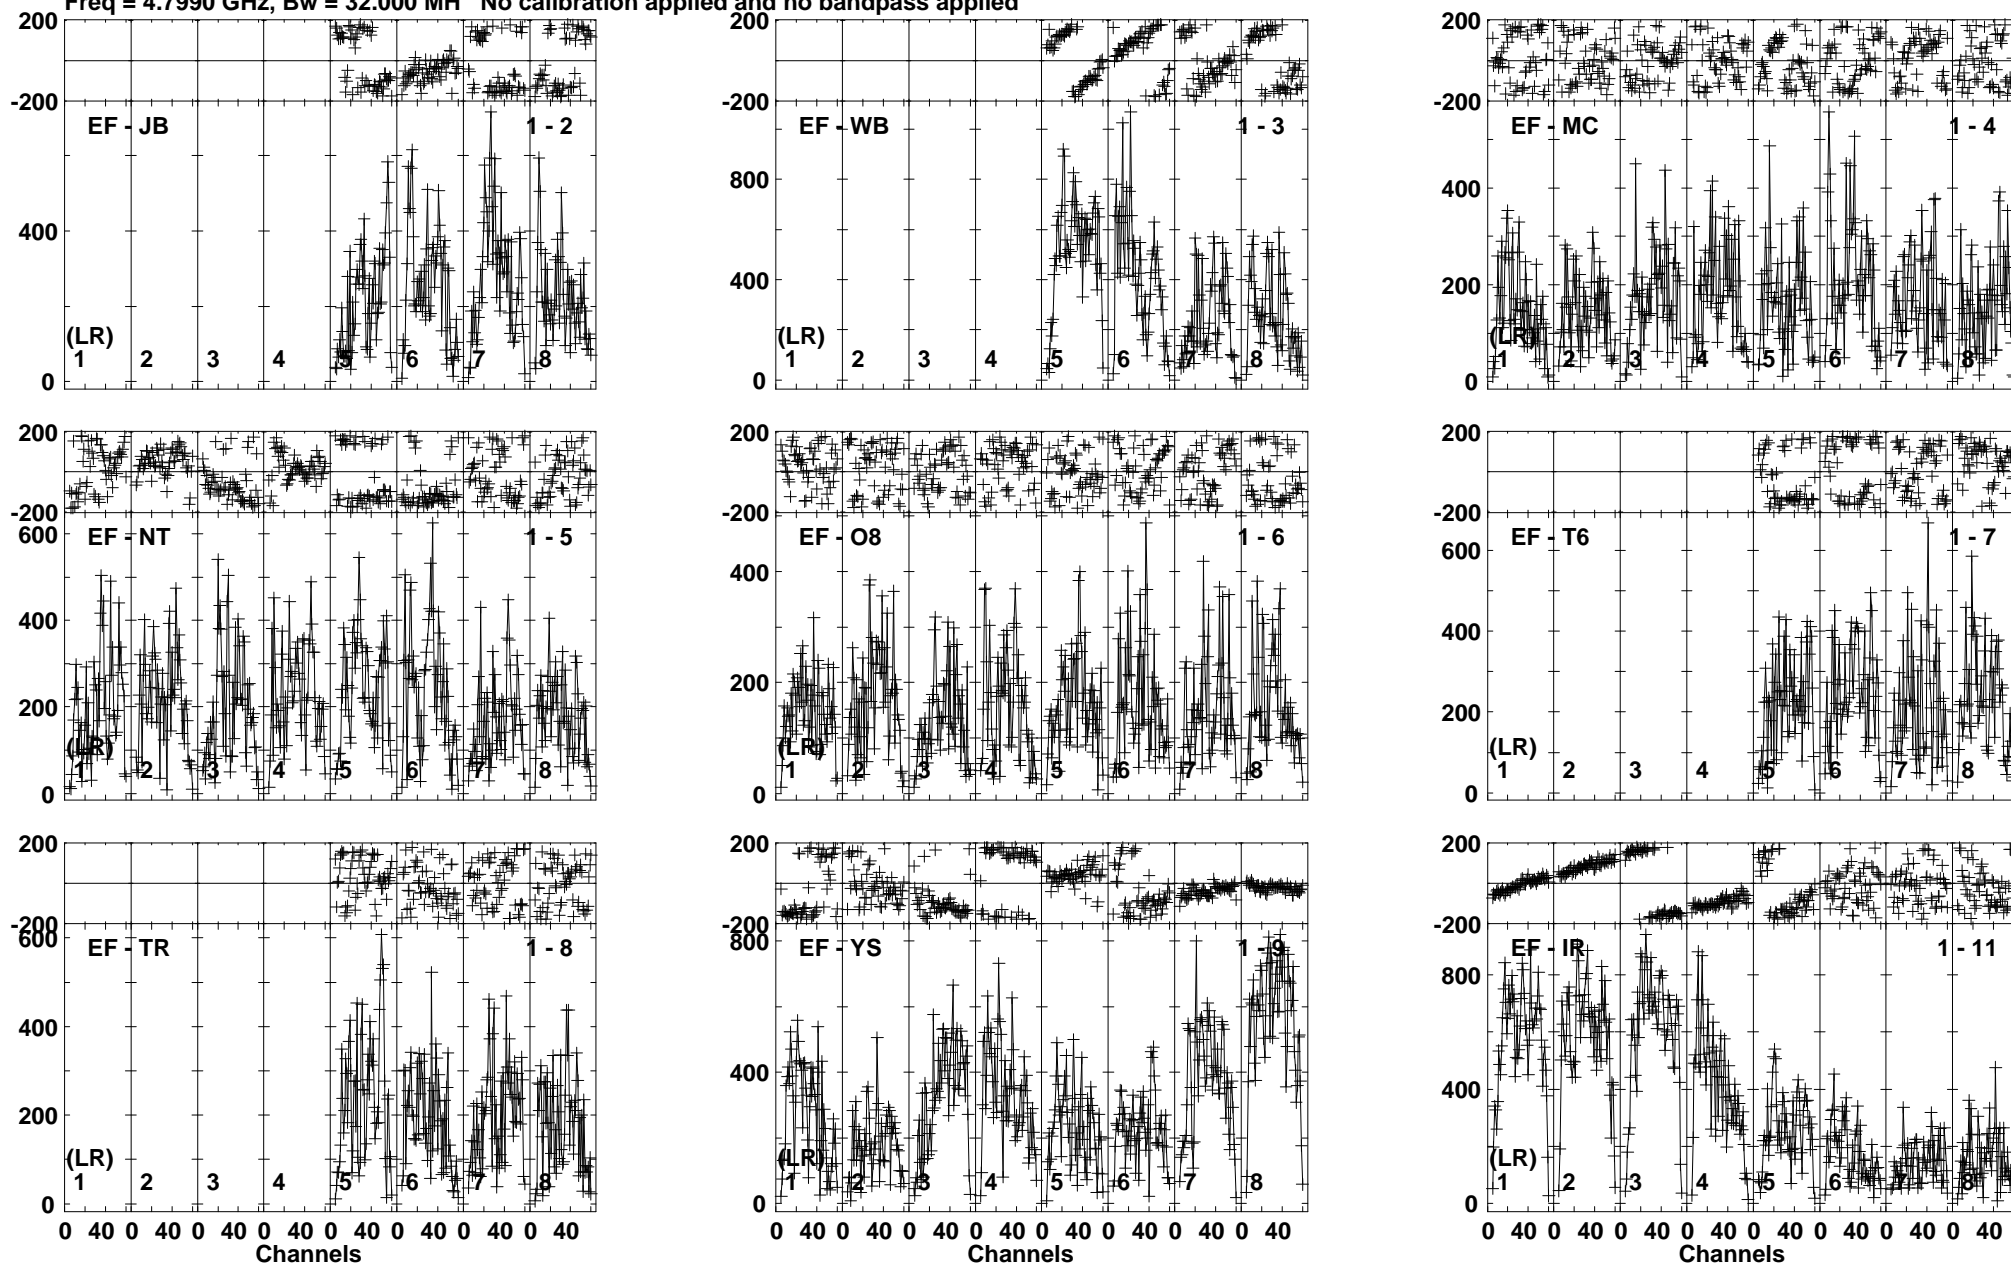 Freq = 4.7990 GHz, Bw = 32.000 MH No calibration applied and no bandpass applied
200
-200
EF - JB 1 - 2
400
(LR)
1 2 3 4 5 6 7 8
0
200
-200
EF - WB 1 - 3
800
400
(LR)
1 2 3 4 5 6 7 8
0
200
-200
EF - MC 1 - 4
400
200
(LR)
1 2 3 4 5 6 7 8
0
200
-200
600
EF - NT 1 - 5
400
200
(LR)
1 2 3 4 5 6 7 8
0
200
-200
EF - O8 1 - 6
400
200
(LR)
1 2 3 4 5 6 7 8
0
200
-200
EF - T6 1 - 7
600
400
200
(LR)
1 2 3 4 5 6 7 8
0
200
-200
600
EF - TR 1 - 8
400
200
(LR)
1 2 3 4 5 6 7 8
0
0 40 0 40 0 40 0 40 0 40 0 40 0 40 0 40
Channels
200
-200
800
EF - YS 1 - 9
400
(LR)
1 2 3 4 5 6 7 8
0
0 40 0 40 0 40 0 40 0 40 0 40 0 40 0 40
Channels
200
-200
EF - IR 1 - 11
800
400
(LR)
1 2 3 4 5 6 7 8
0
0 40 0 40 0 40 0 40 0 40 0 40 0 40 0 40
Channels